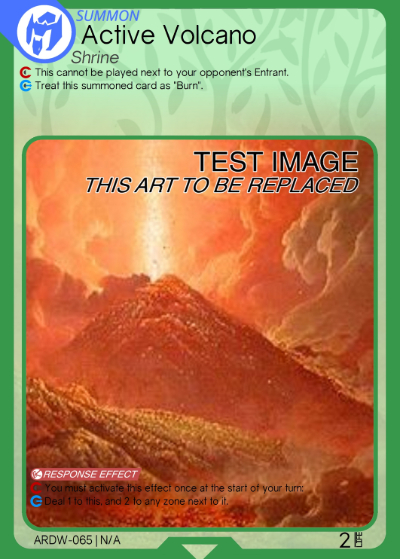 SUMMON
Active Volcano
Shrine
C This cannot be played next to your opponent's Entrant.
C Treat this summoned card as "Burn".
TEST IMAGE
THIS ART TO BE REPLACED
RESPONSE EFFECT
You must activate this effect once at the start of your turn:
C Deal 1 to this, and 2 to any zone next to it.
ARDW-065 | N/A
2 LIFE